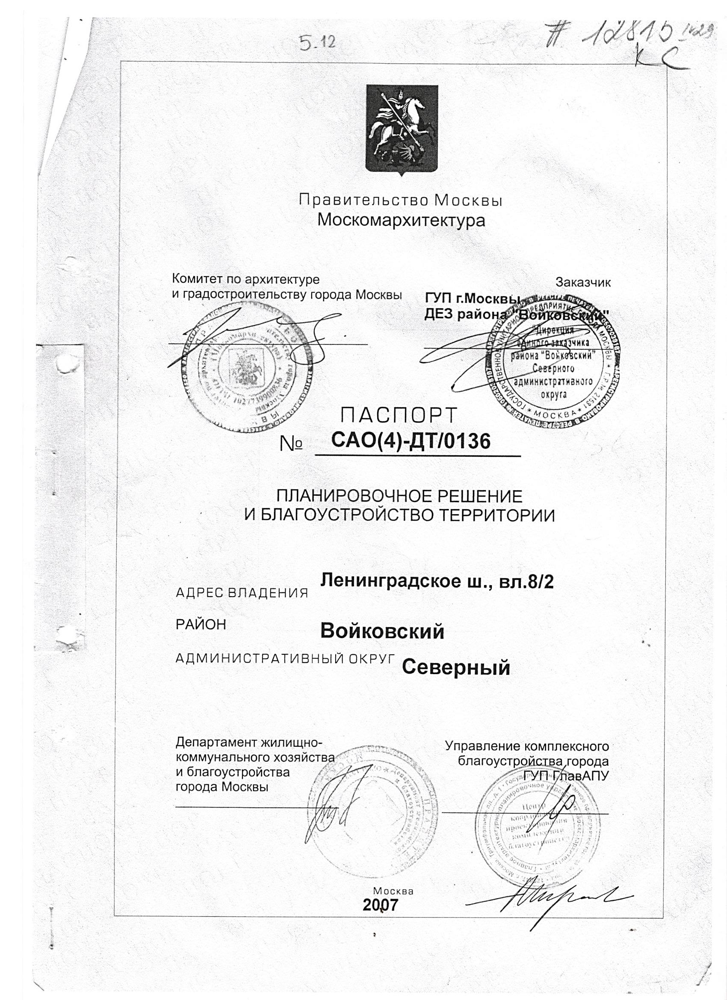 5.12
# 12815
КС
Правительство Москвы
Москомархитектура
Комитет по архитектуре
и градостроительству города Москвы
Заказчик
ГУП г.Москвы
ДЕЗ района "Войковский"
"Дирекция
единого заказчика
района "Войковский"
Северного
административного
округа
* МОСКВА *
1027739900836
ПАСПОРТ
№ САО(4)-ДТ/0136
ПЛАНИРОВОЧНОЕ РЕШЕНИЕ
И БЛАГОУСТРОЙСТВО ТЕРРИТОРИИ
АДРЕС ВЛАДЕНИЯ Ленинградское ш., вл.8/2
РАЙОН Войковский
АДМИНИСТРАТИВНЫЙ ОКРУГ Северный
Департамент жилищно-
коммунального хозяйства
и благоустройства
города Москвы
Управление комплексного
благоустройства города
ГУП ГлавАПУ
Центр
проектирования
комплексного
благоустройства
Москва
2007